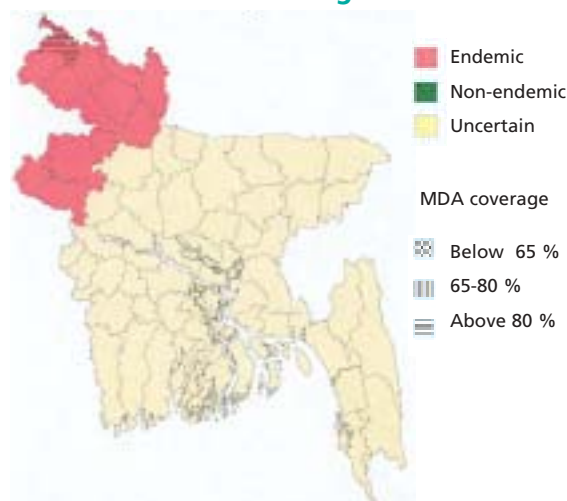 Endemic
Non-endemic
Uncertain
MDA coverage
Below 65 %
65-80 %
Above 80 %